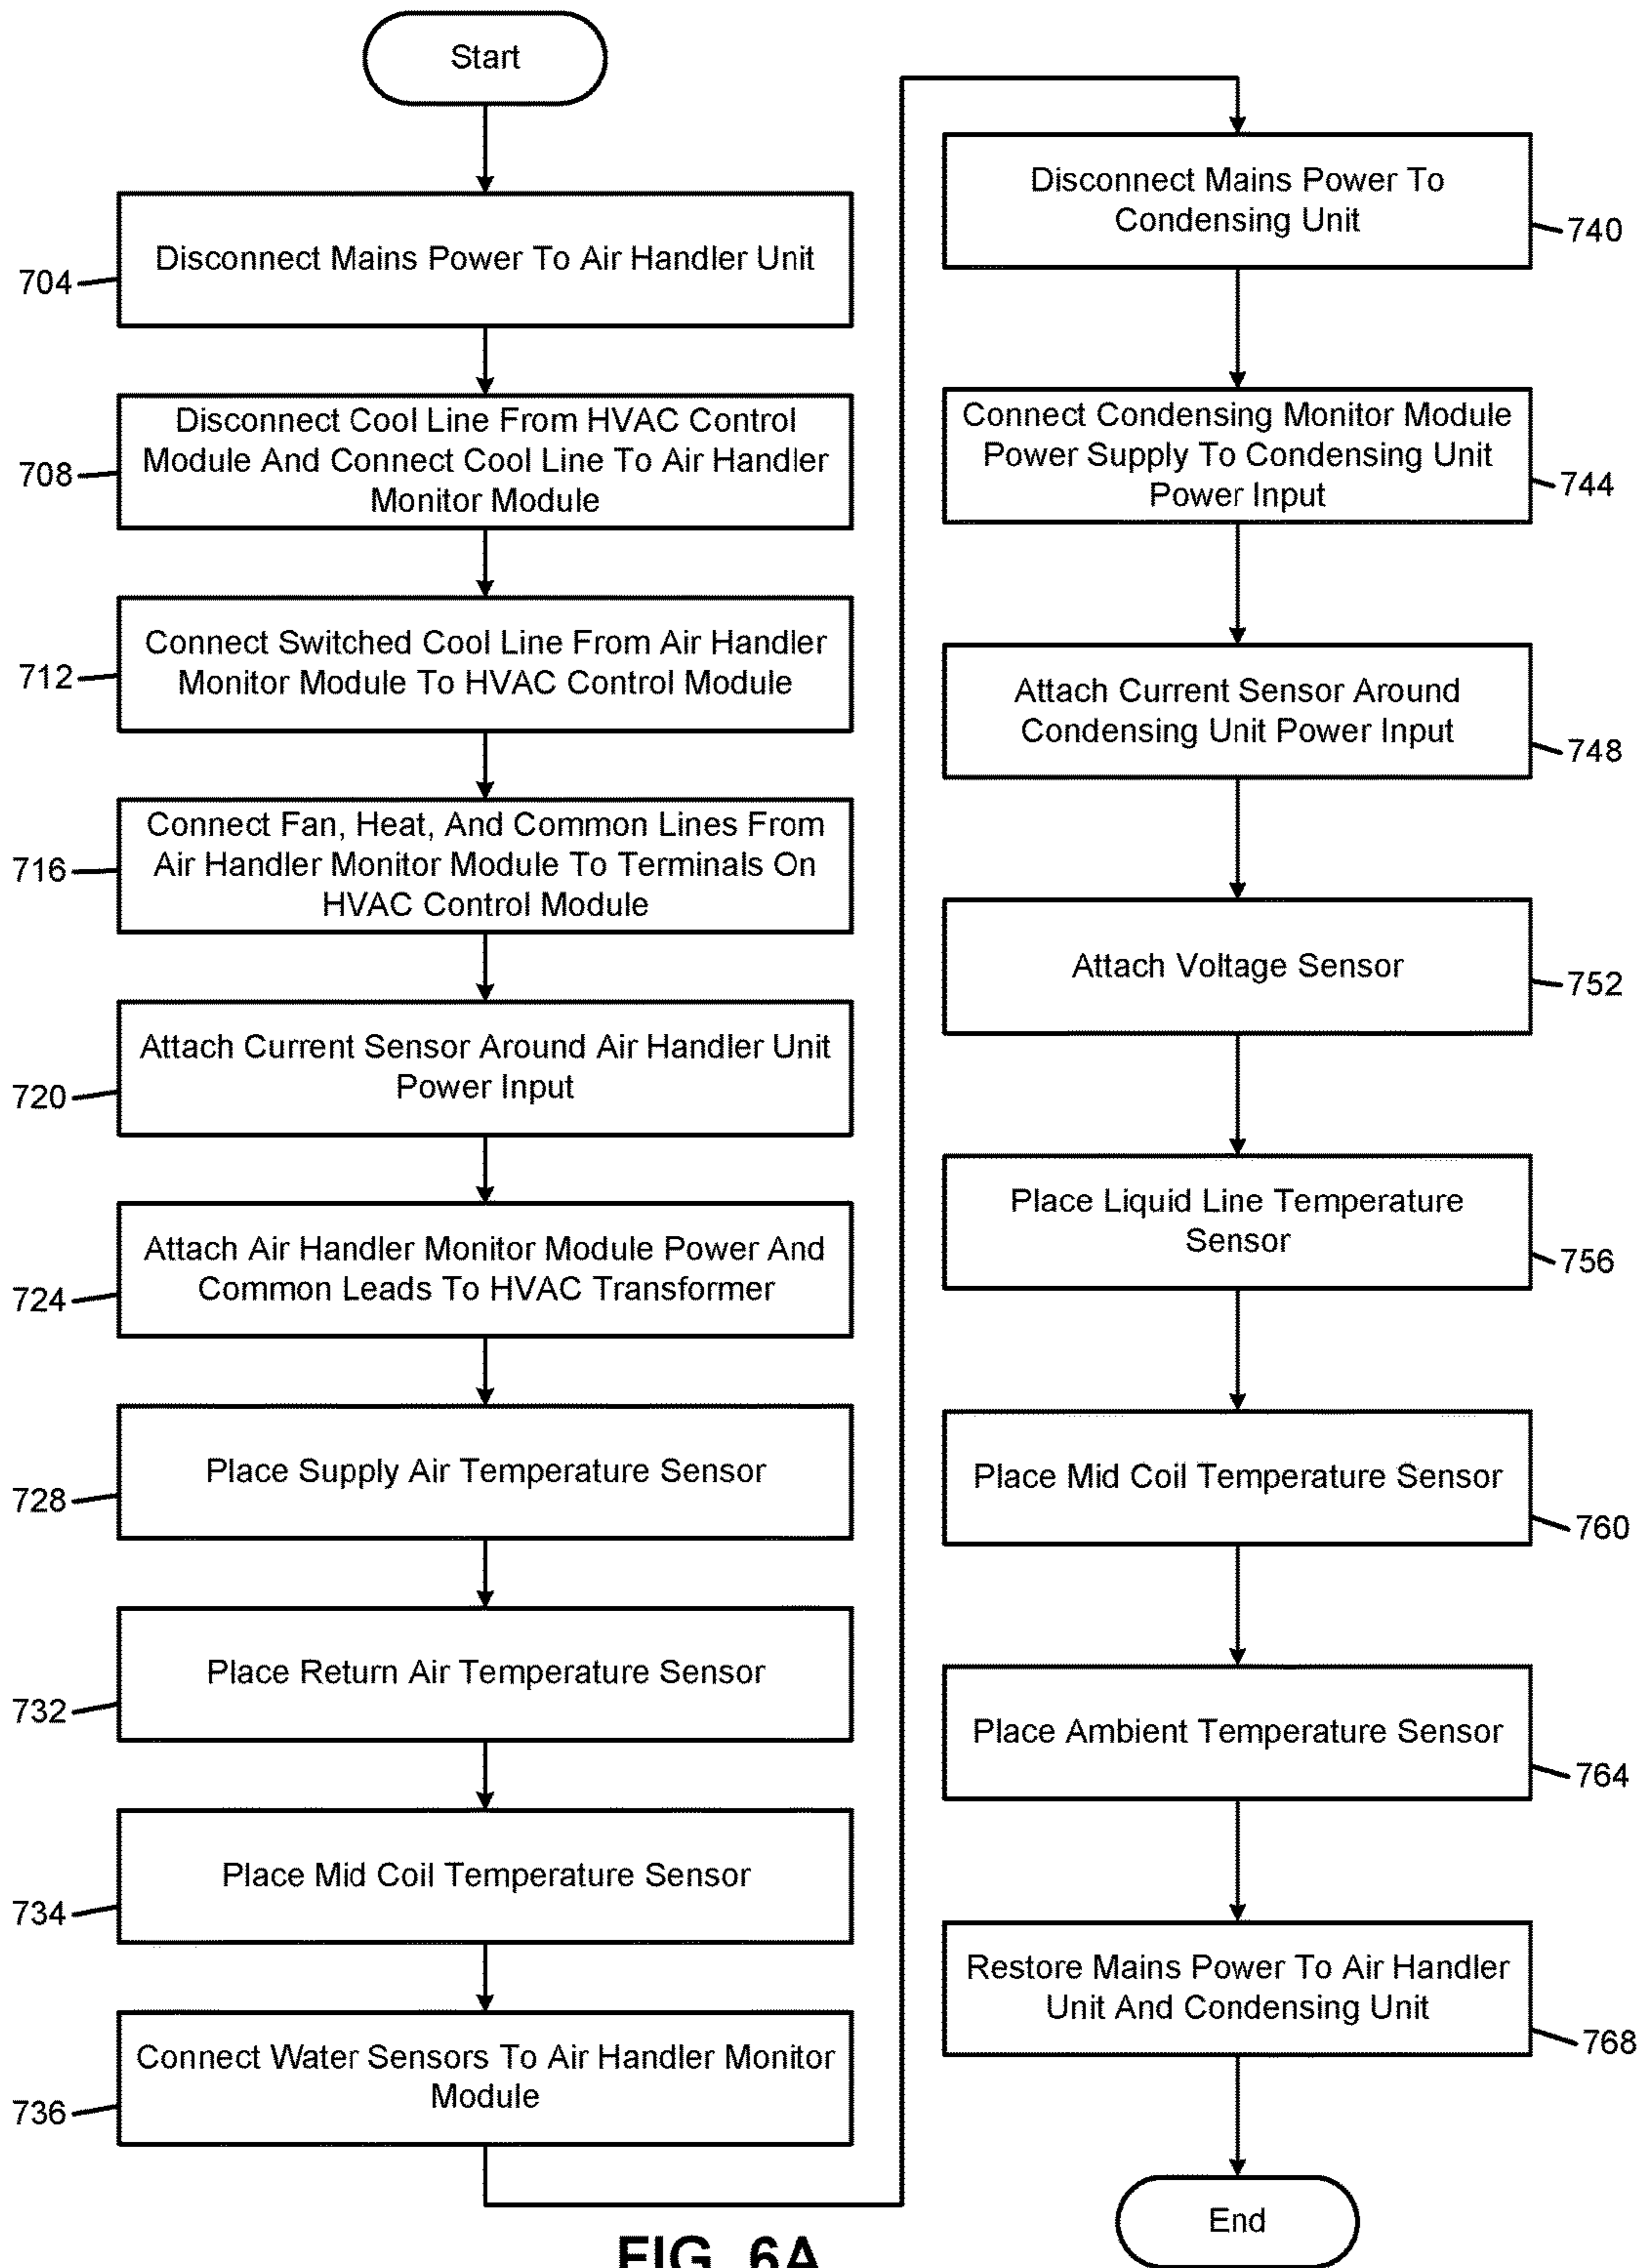 Start
Disconnect Mains Power To Air Handler Unit
704
Disconnect Cool Line From HVAC Control
Module And Connect Cool Line To Air Handler
Monitor Module
708
Connect Switched Cool Line From Air Handler
Monitor Module To HVAC Control Module
712
Connect Fan, Heat, And Common Lines From
Air Handler Monitor Module To Terminals On
HVAC Control Module
716
Attach Current Sensor Around Air Handler Unit
Power Input
720
Attach Air Handler Monitor Module Power And
Common Leads To HVAC Transformer
724
Place Supply Air Temperature Sensor
728
Place Return Air Temperature Sensor
732
Place Mid Coil Temperature Sensor
734
Connect Water Sensors To Air Handler Monitor
Module
736
Disconnect Mains Power To
Condensing Unit
740
Connect Condensing Monitor Module
Power Supply To Condensing Unit
Power Input
744
Attach Current Sensor Around
Condensing Unit Power Input
748
Attach Voltage Sensor
752
Place Liquid Line Temperature
Sensor
756
Place Mid Coil Temperature Sensor
760
Place Ambient Temperature Sensor
764
Restore Mains Power To Air Handler
Unit And Condensing Unit
768
End
FIG. 6A